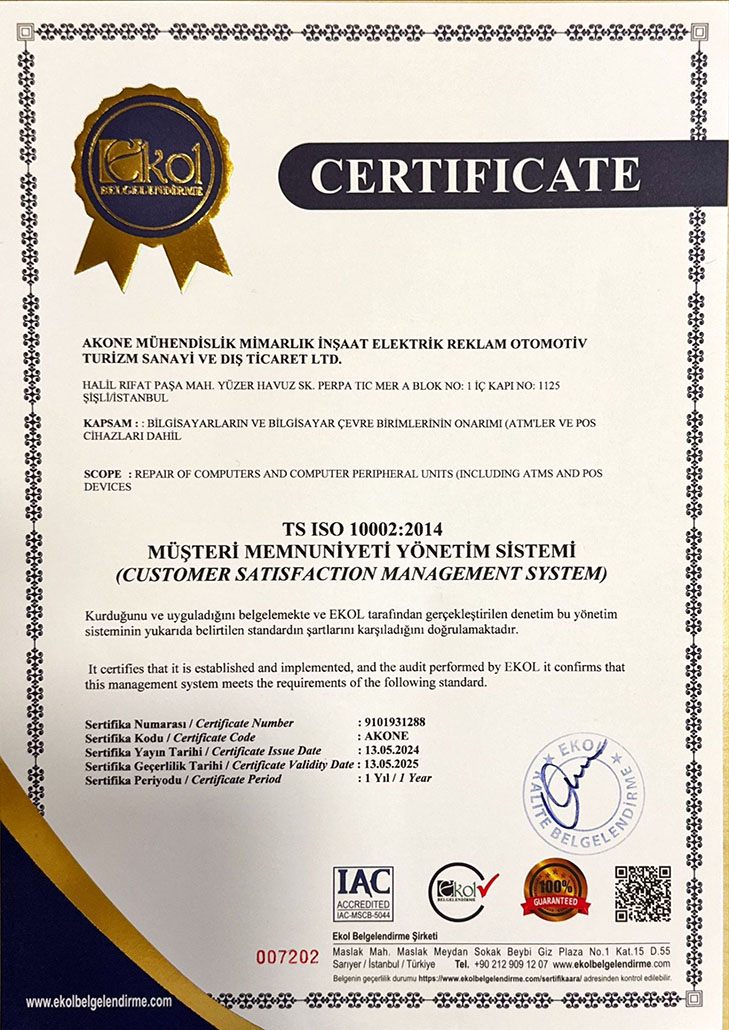 Ekol
BELGELENDİRME
CERTIFICATE
AKONE MÜHENDİSLİK MİMARLIK İNŞAAT ELEKTRİK REKLAM OTOMOTİV
TURİZM SANAYİ VE DIŞ TİCARET LTD.
HALİL RIFAT PAŞA MAH. YÜZER HAVUZ SK. PERPA TIC MER A BLOK NO: 1 İÇ KAPI NO: 1125
ŞİŞLİ/İSTANBUL
KAPSAM : : BİLGİSAYARLARIN VE BİLGİSAYAR ÇEVRE BİRİMLERİNİN ONARIMI (ATM'LER VE POS
CİHAZLARI DAHİL
SCOPE : REPAIR OF COMPUTERS AND COMPUTER PERIPHERAL UNITS (INCLUDING ATMS AND POS
DEVICES
TS ISO 10002:2014
MÜŞTERİ MEMNUNİYETİ YÖNETİM SİSTEMİ
(CUSTOMER SATISFACTION MANAGEMENT SYSTEM)
Kurduğunu ve uyguladığını belgelemekte ve EKOL tarafından gerçekleştirilen denetim bu yönetim
sisteminin yukarıda belirtilen standardın şartlarını karşıladığını doğrulamaktadır.
It certifies that it is established and implemented, and the audit performed by EKOL it confirms that
this management system meets the requirements of the following standard.
Sertifika Numarası / Certificate Number : 9101931288
Sertifika Kodu / Certificate Code : AKONE
Sertifika Yayın Tarihi / Certificate Issue Date : 13.05.2024
Sertifika Geçerlilik Tarihi / Certificate Validity Date : 13.05.2025
Sertifika Periyodu / Certificate Period : 1 Yıl / 1 Year
EKOL
KALİTE BELGELENDİRME
IAC
ACCREDITED
IAC-MSCB-5044
Ekol
BELGELENDİRME
100%
GUARANTEED
Ekol Belgelendirme Şirketi
Maslak Mah. Maslak Meydan Sokak Beybi Giz Plaza No.1 Kat.15 D.55
Sarıyer / İstanbul / Türkiye Tel. +90 212 909 12 07 www.ekolbelgelendirme.com
Belgenin geçerlilik durumu https://www.ekolbelgelendirme.com/sertifikaara/ adresinden kontrol edilebilir.
007202
www.ekolbelgelendirme.com